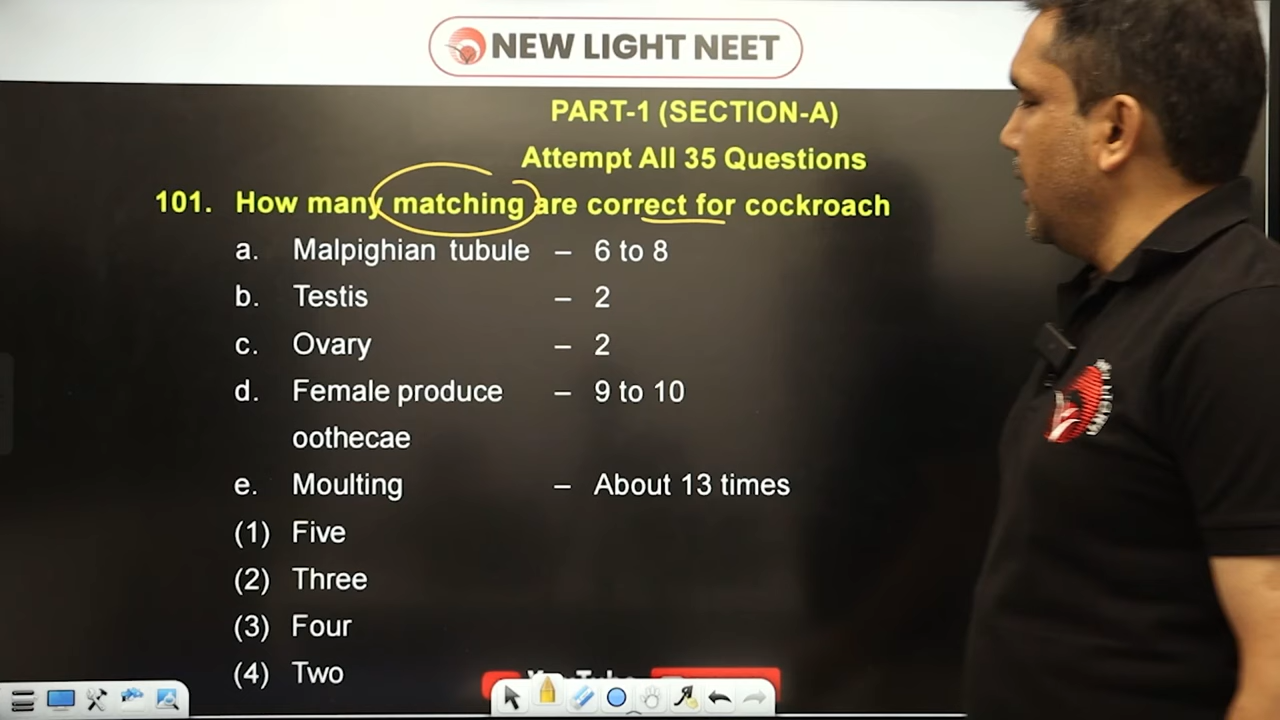 NEW LIGHT NEET
PART-1 (SECTION-A)
Attempt All 35 Questions
101. How many matching are correct for cockroach
a. Malpighian tubule – 6 to 8
b. Testis – 2
c. Ovary – 2
d. Female produce – 9 to 10
oothecae
e. Moulting – About 13 times
(1) Five
(2) Three
(3) Four
(4) Two